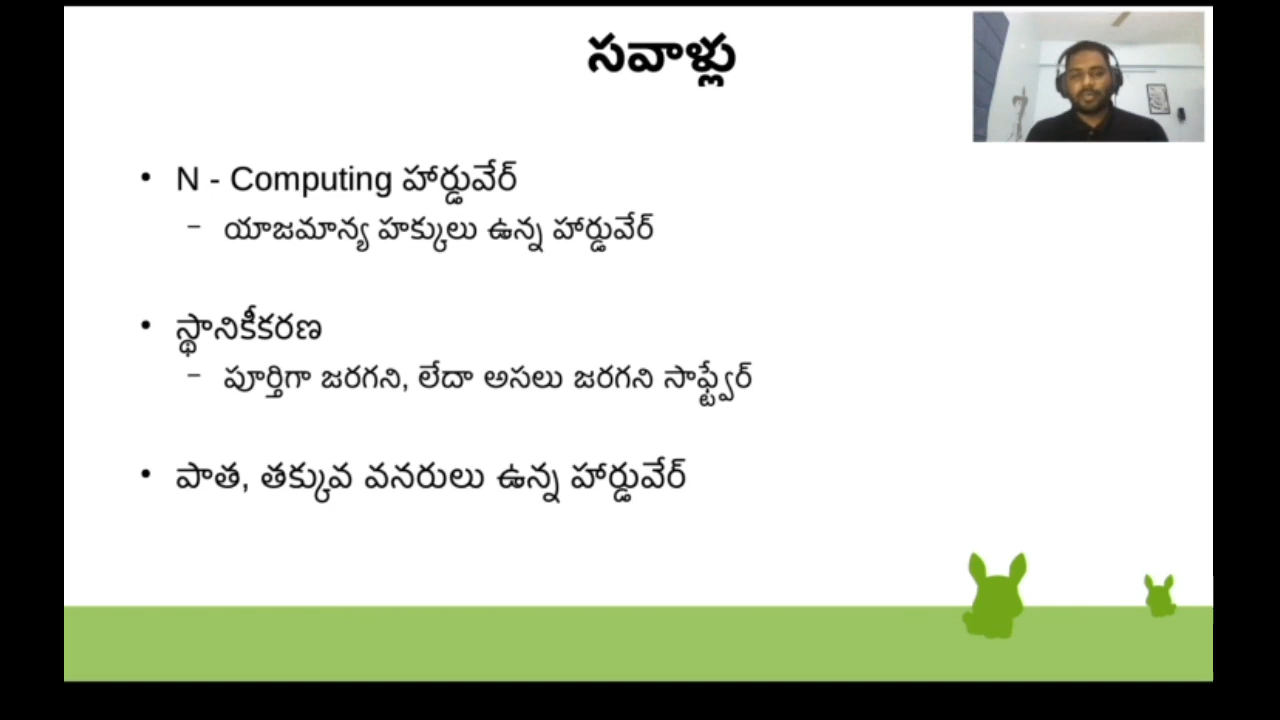 సవాళ్లు
• N - Computing హార్డువేర్
– యాజమాన్య హక్కులు ఉన్న హార్డువేర్
• స్థానికీకరణ
– పూర్తిగా జరగని, లేదా అసలు జరగని సాఫ్ట్వేర్
• పాత, తక్కువ వనరులు ఉన్న హార్డువేర్